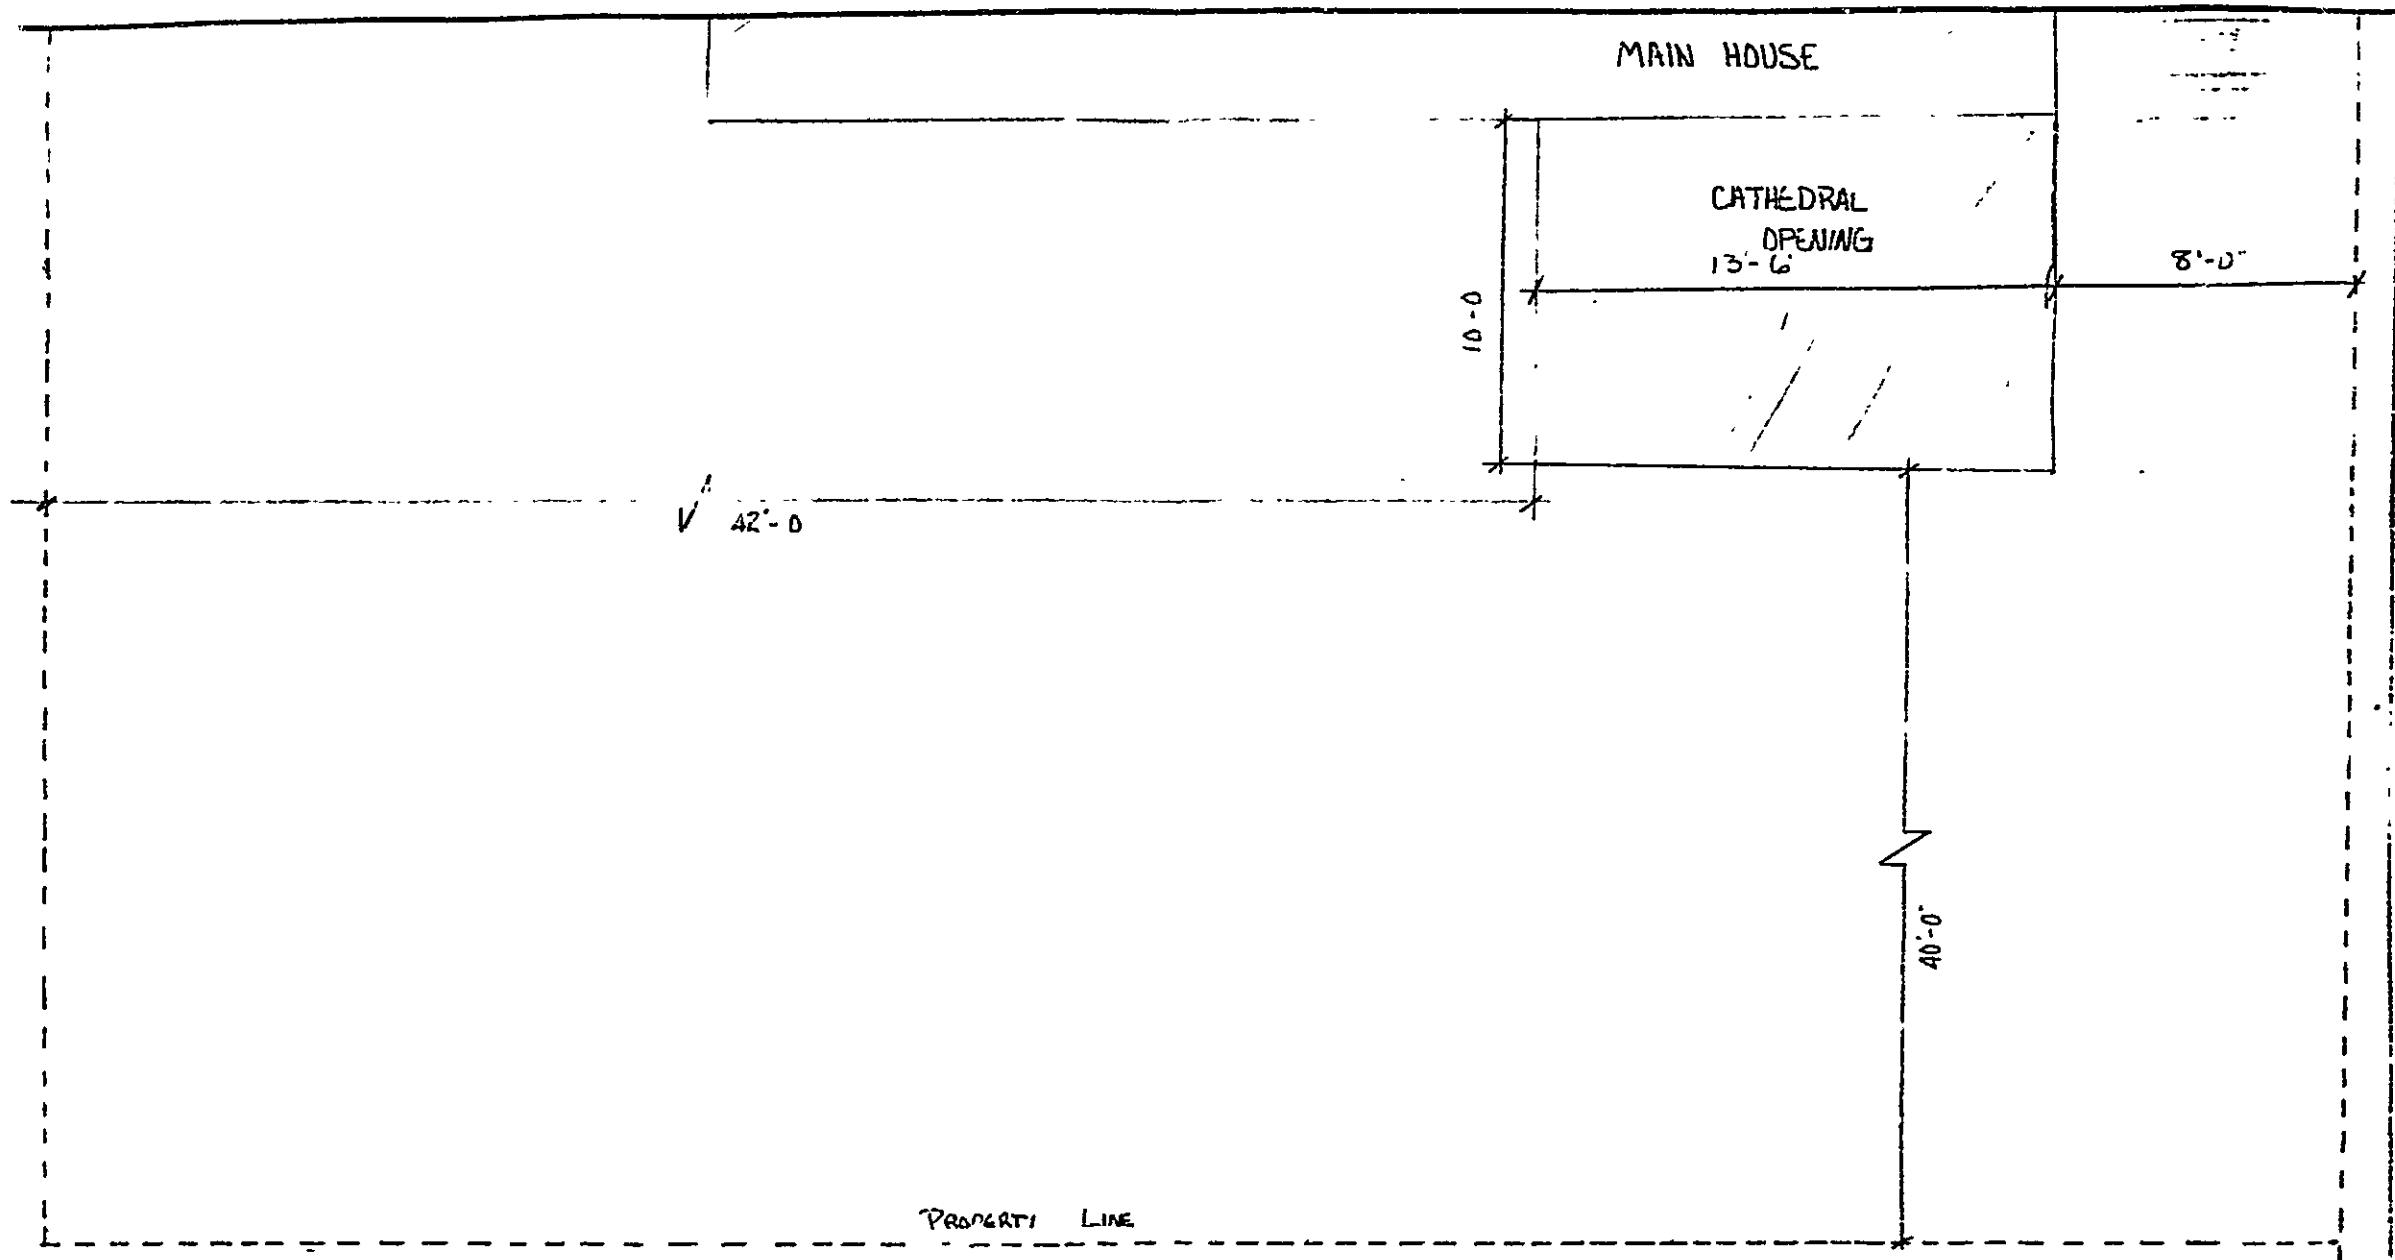 MAIN HOUSE
CATHEDRAL
OPENING
13'-6"
8'-0"
10-0
42'-0
40'-0"
PROPERTY LINE